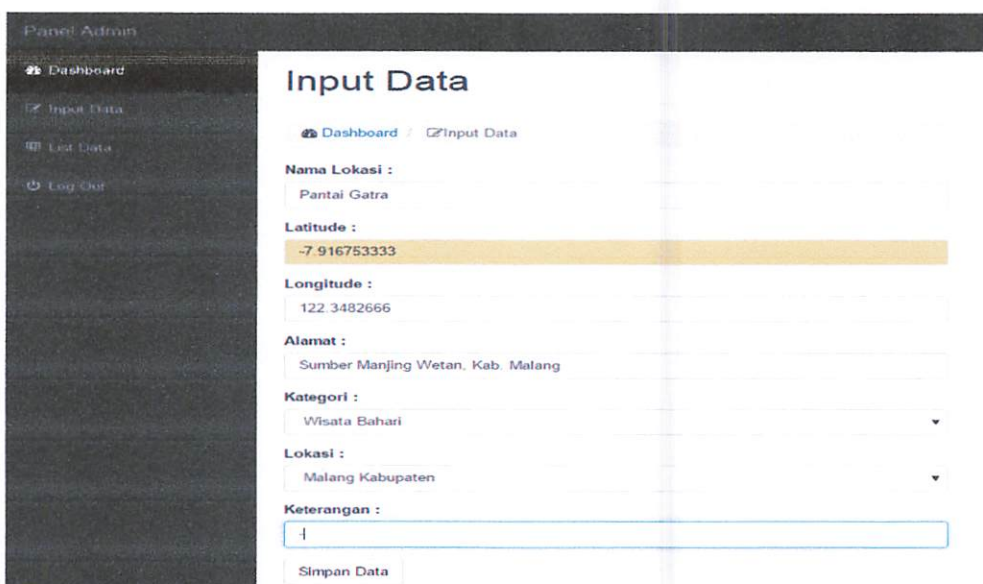 Panel Admin
Dashboard
Input Data
List Data
Log Out
Input Data
Dashboard / Input Data
Nama Lokasi :
Pantai Gatra
Latitude :
-7.916753333
Longitude :
122.3482666
Alamat :
Sumber Manjing Wetan, Kab. Malang
Kategori :
Wisata Bahari
Lokasi :
Malang Kabupaten
Keterangan :
-
Simpan Data